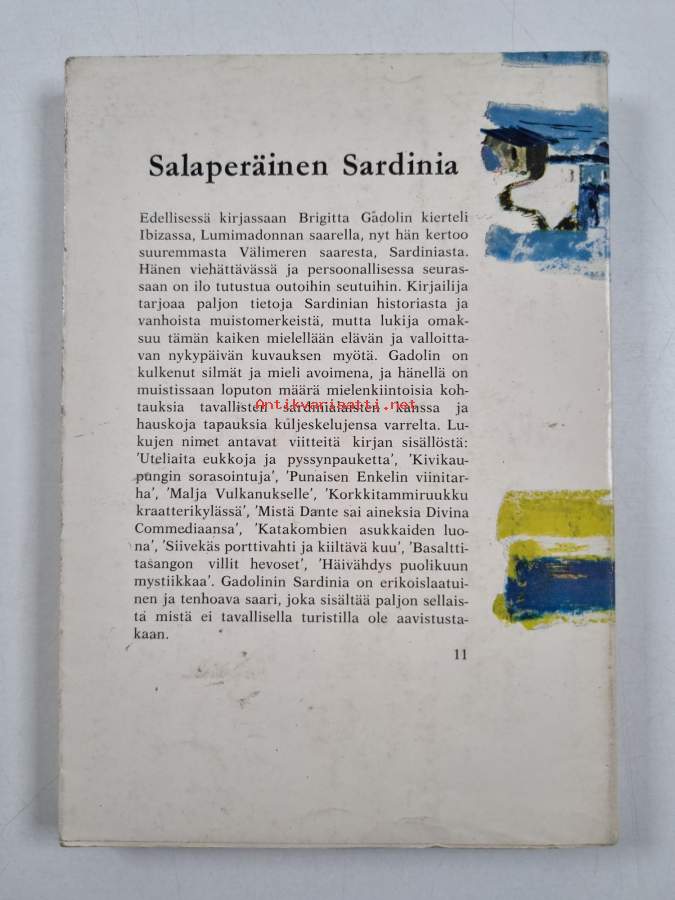 Salaperäinen Sardinia
Edellisessä kirjassaan Brigitta Gadolin kierteli
Ibizassa, Lumimadonnan saarella, nyt hän kertoo
suuremmasta Välimeren saaresta, Sardiniasta.
Hänen viehättävässä ja persoonallisessa seuras-
saan on ilo tutustua outoihin seutuihin. Kirjailija
tarjoaa paljon tietoja Sardinian historiasta ja
vanhoista muistomerkeistä, mutta lukija omak-
suu tämän kaiken mielellään elävän ja valloitta-
van nykypäivän kuvauksen myötä. Gadolin on
kulkenut silmät ja mieli avoimena, ja hänellä on
muistissaan loputon määrä mielenkiintoisia koh-
tauksia tavallisten sardinialaisten kanssa ja
Antikvariaatti.net
hauskoja tapauksia kuljeskelujensa varrelta. Lu-
kujen nimet antavat viitteitä kirjan sisällöstä:
'Uteliaita eukkoja ja pyssynpauketta', 'Kivikau-
pungin sorasointuja', 'Punaisen Enkelin viinitar-
ha', 'Malja Vulkanukselle', 'Korkkitammiruukku
kraatterikylässä', 'Mistä Dante sai aineksia Divina
Commediaansa', 'Katakombien asukkaiden luo-
na', 'Siivekäs porttivahti ja kiiltävä kuu', 'Basaltti-
tasangon villit hevoset', 'Häivähdys puolikuun
mystiikkaa'. Gadolinin Sardinia on erikoislaatui-
nen ja tenhoava saari, joka sisältää paljon sellais-
ta mistä ei tavallisella turistilla ole aavistusta-
kaan.
11